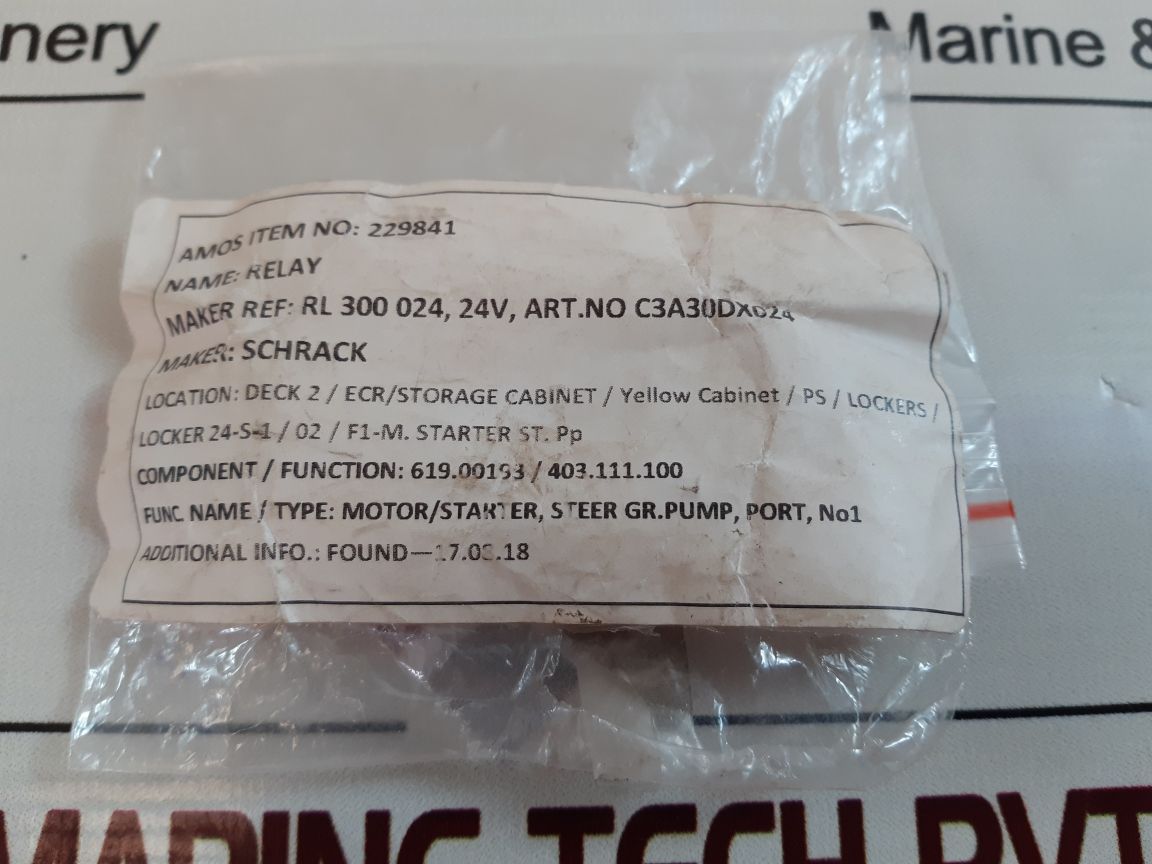 nery
Marine &
AMOS ITEM NO: 229841
NAME: RELAY
MAKER REF: RL 300 024, 24V, ART.NO C3A30DX024
MAKER: SCHRACK
LOCATION: DECK 2 / ECR/STORAGE CABINET / Yellow Cabinet / PS / LOCKERS /
LOCKER 24-S-1 / 02 / F1-M. STARTER ST. Pp
COMPONENT / FUNCTION: 619.00193 / 403.111.100
FUNC. NAME / TYPE: MOTOR/STARTER, STEER GR.PUMP, PORT, No1
ADDITIONAL INFO.: FOUND—
TECH PVT